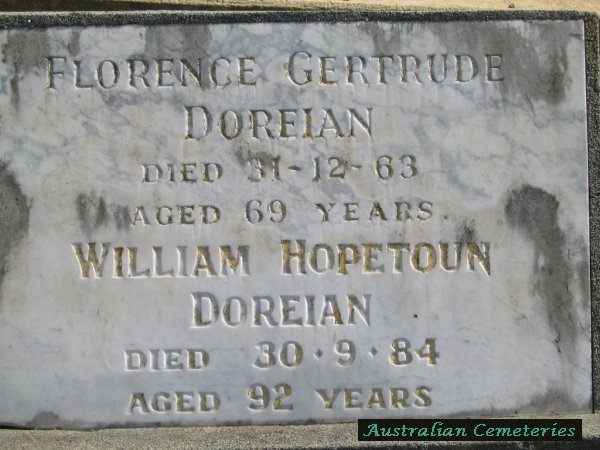 FLORENCE GERTRUDE
DOREIAN
DIED 31-12-63
AGED 69 YEARS.
WILLIAM HOPETOUN
DOREIAN
DIED 30·9·84
AGED 92 YEARS
Australian Cemeteries